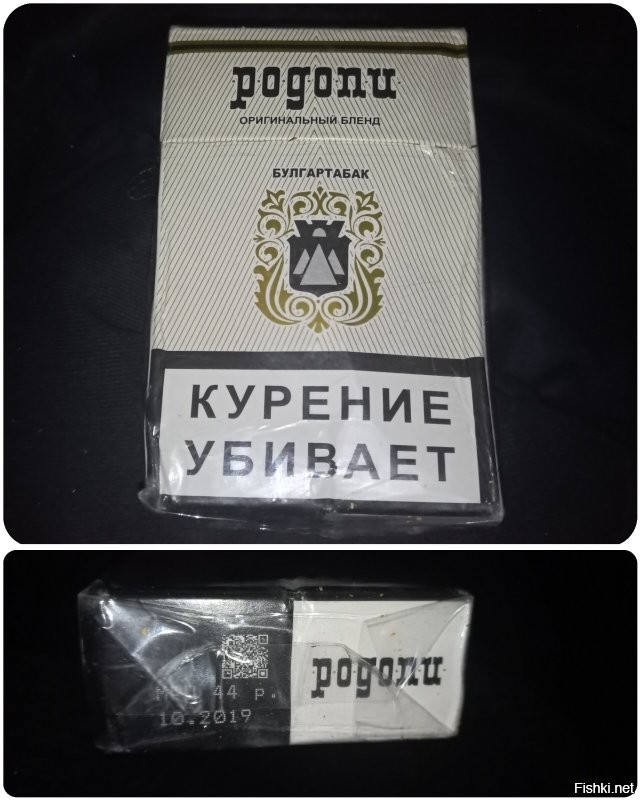 родопи
ОРИГИНАЛЬНЫЙ БЛЕНД
БУЛГАРТАБАК
КУРЕНИЕ
УБИВАЕТ
44 р.
10.2019
родопи
Fishki.net